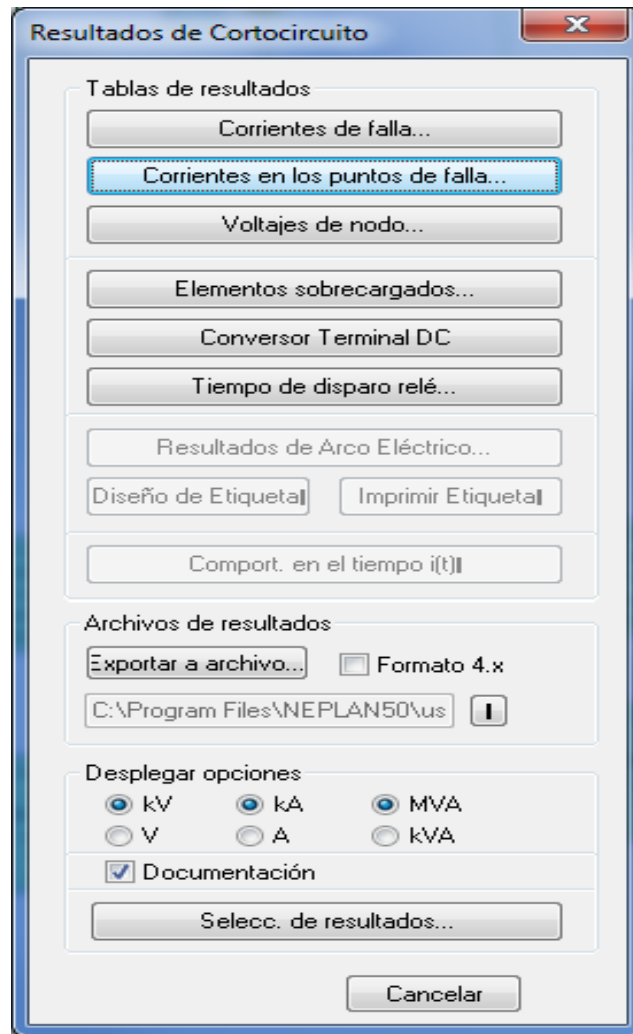 Resultados de Cortocircuito
Tablas de resultados
Corrientes de falla...
Corrientes en los puntos de falla...
Voltajes de nodo...
Elementos sobrecargados...
Conversor Terminal DC
Tiempo de disparo relé...
Resultados de Arco Eléctrico...
Diseño de Etiqueta Imprimir Etiqueta
Comport. en el tiempo i(t)
Archivos de resultados
Exportar a archivo... Formato 4.x
C:\Program Files\NEPLAN50\us
Desplegar opciones
kV kA MVA
V A kVA
Documentación
Selecc. de resultados...
Cancelar